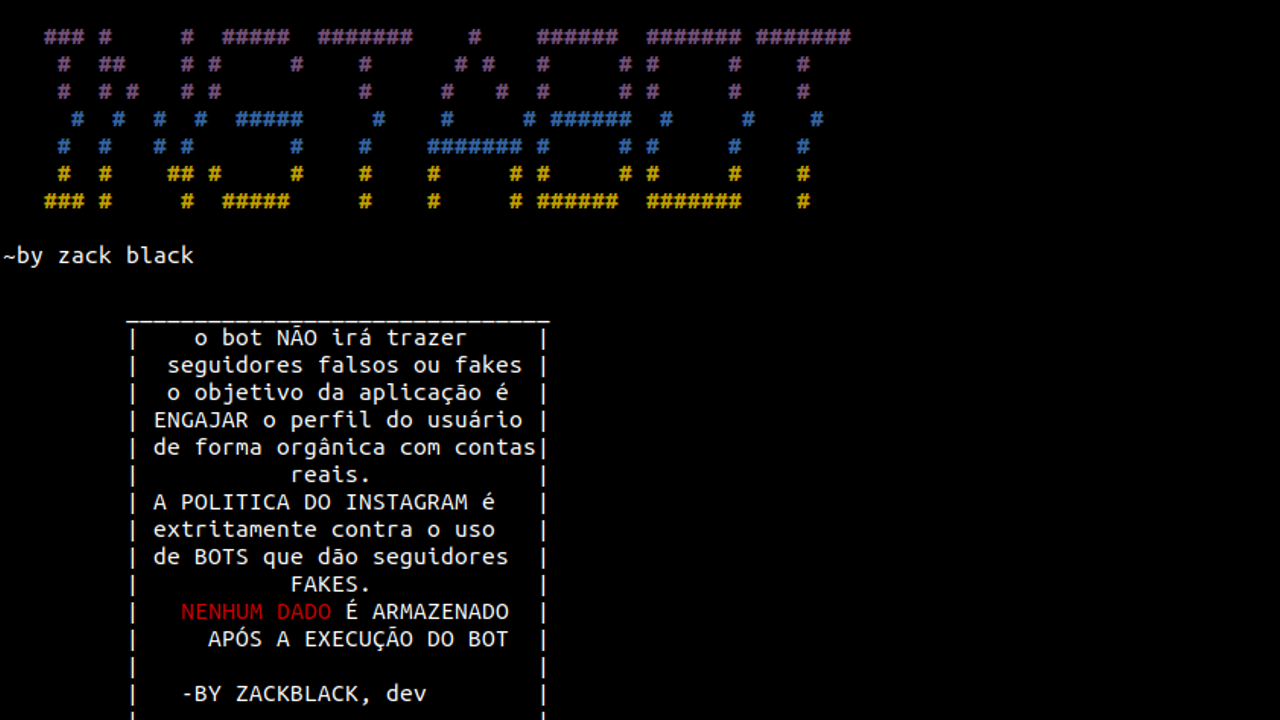 INSTABOT
~by zack black
o bot NÃO irá trazer
seguidores falsos ou fakes
o objetivo da aplicação é
ENGAJAR o perfil do usuário
de forma orgânica com contas
reais.
A POLITICA DO INSTAGRAM é
extritamente contra o uso
de BOTS que dão seguidores
FAKES.
NENHUM DADO É ARMAZENADO
APÓS A EXECUÇÃO DO BOT
-BY ZACKBLACK, dev